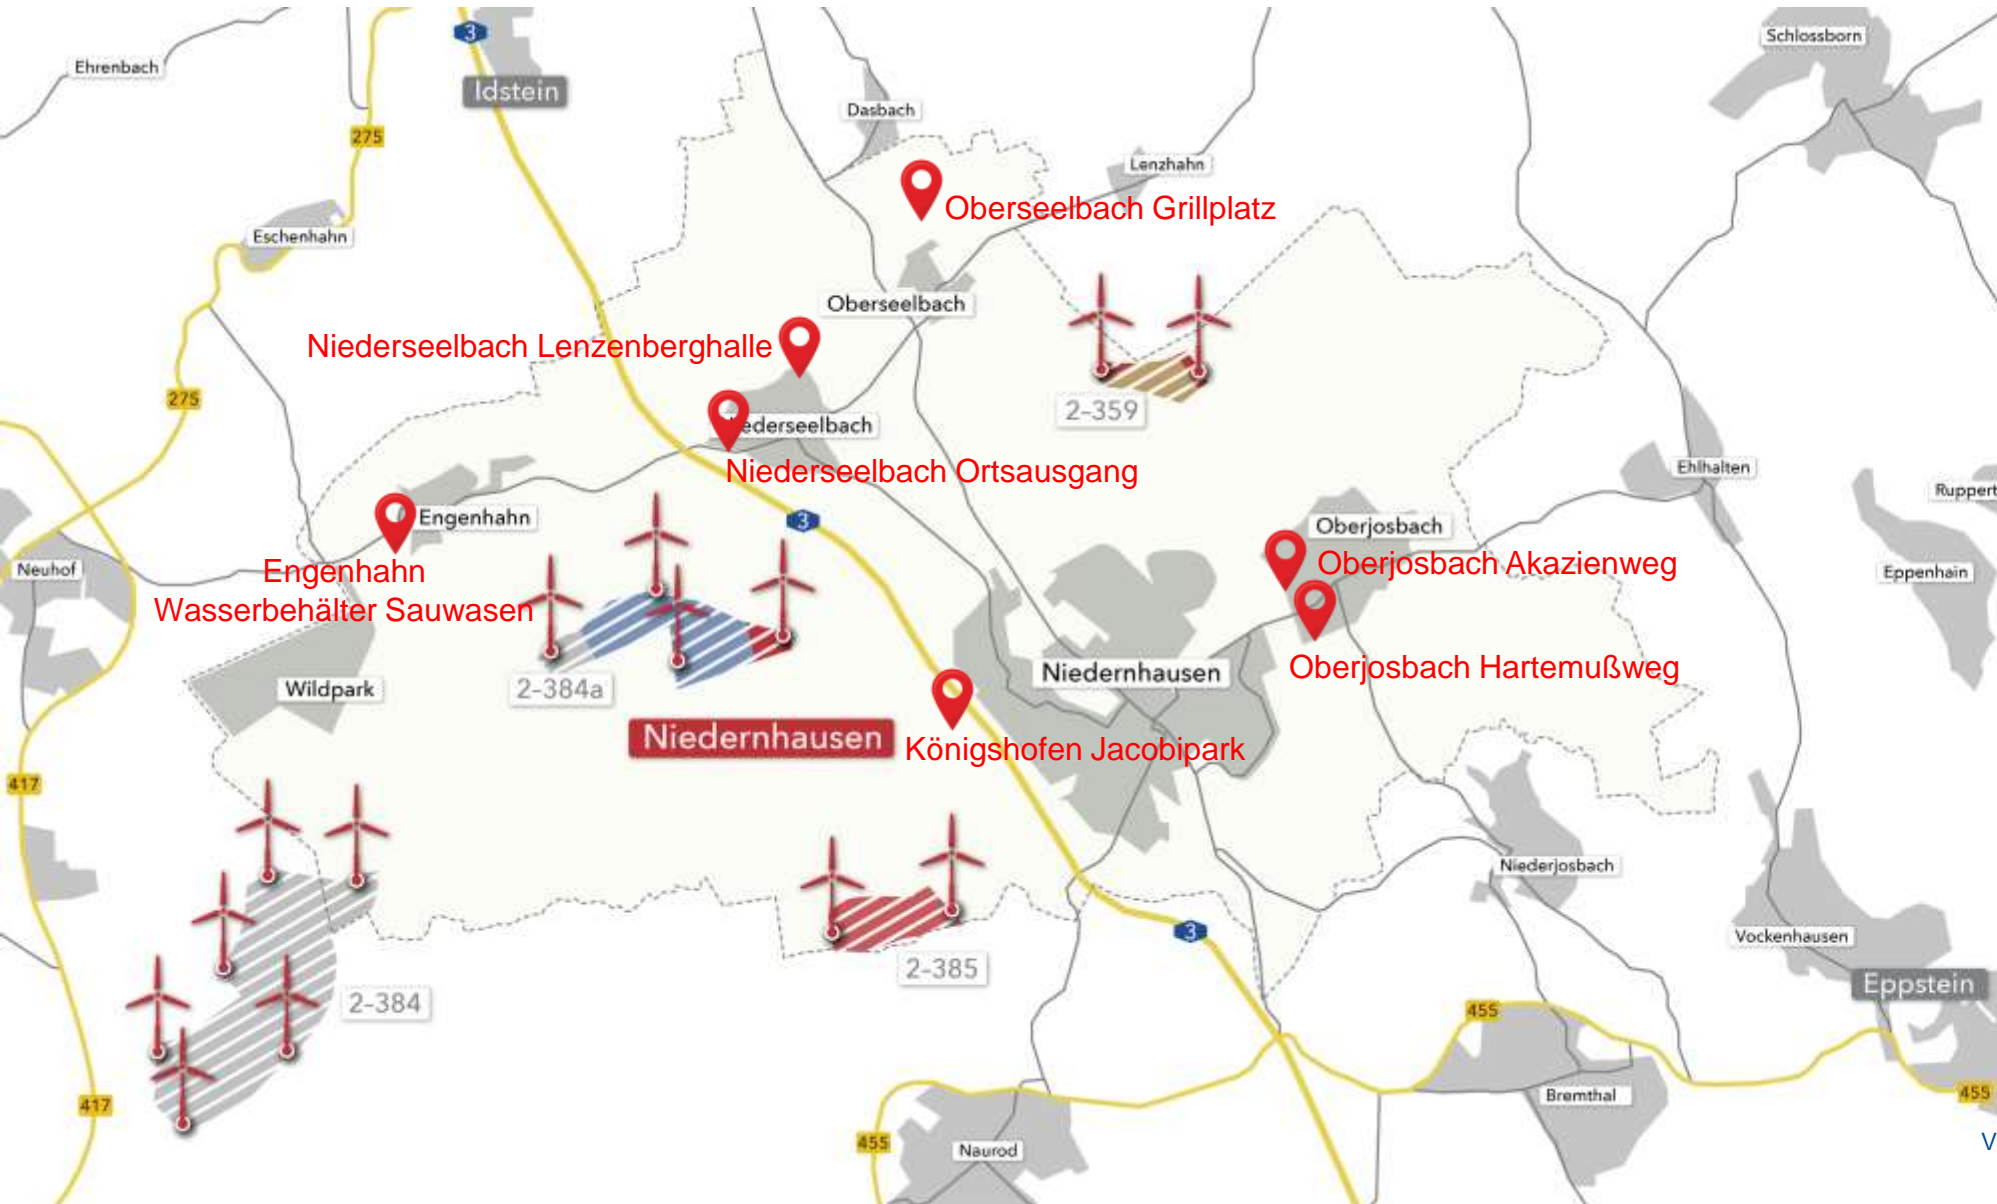 3
Schlossborn
Ehrenbach
Idstein
Dasbach
275
Lenzhahn
Oberseelbach Grillplatz
Eschenhahn
Oberseelbach
Niederseelbach Lenzenberghalle
275
2-359
ederseelbach
Niederseelbach Ortsausgang
Ehlhalten
Ruppert
Engenhahn
3
Oberjosbach
Neuhof
Engenhahn
Wasserbehälter Sauwasen
Oberjosbach Akazienweg
Eppenhain
Wildpark
2-384a
Niedernhausen
Oberjosbach Hartemußweg
Niedernhausen
Königshofen Jacobipark
417
Niederjosbach
3
Vockenhausen
2-385
Eppstein
2-384
455
417
Bremthal
455
455
Naurod
V